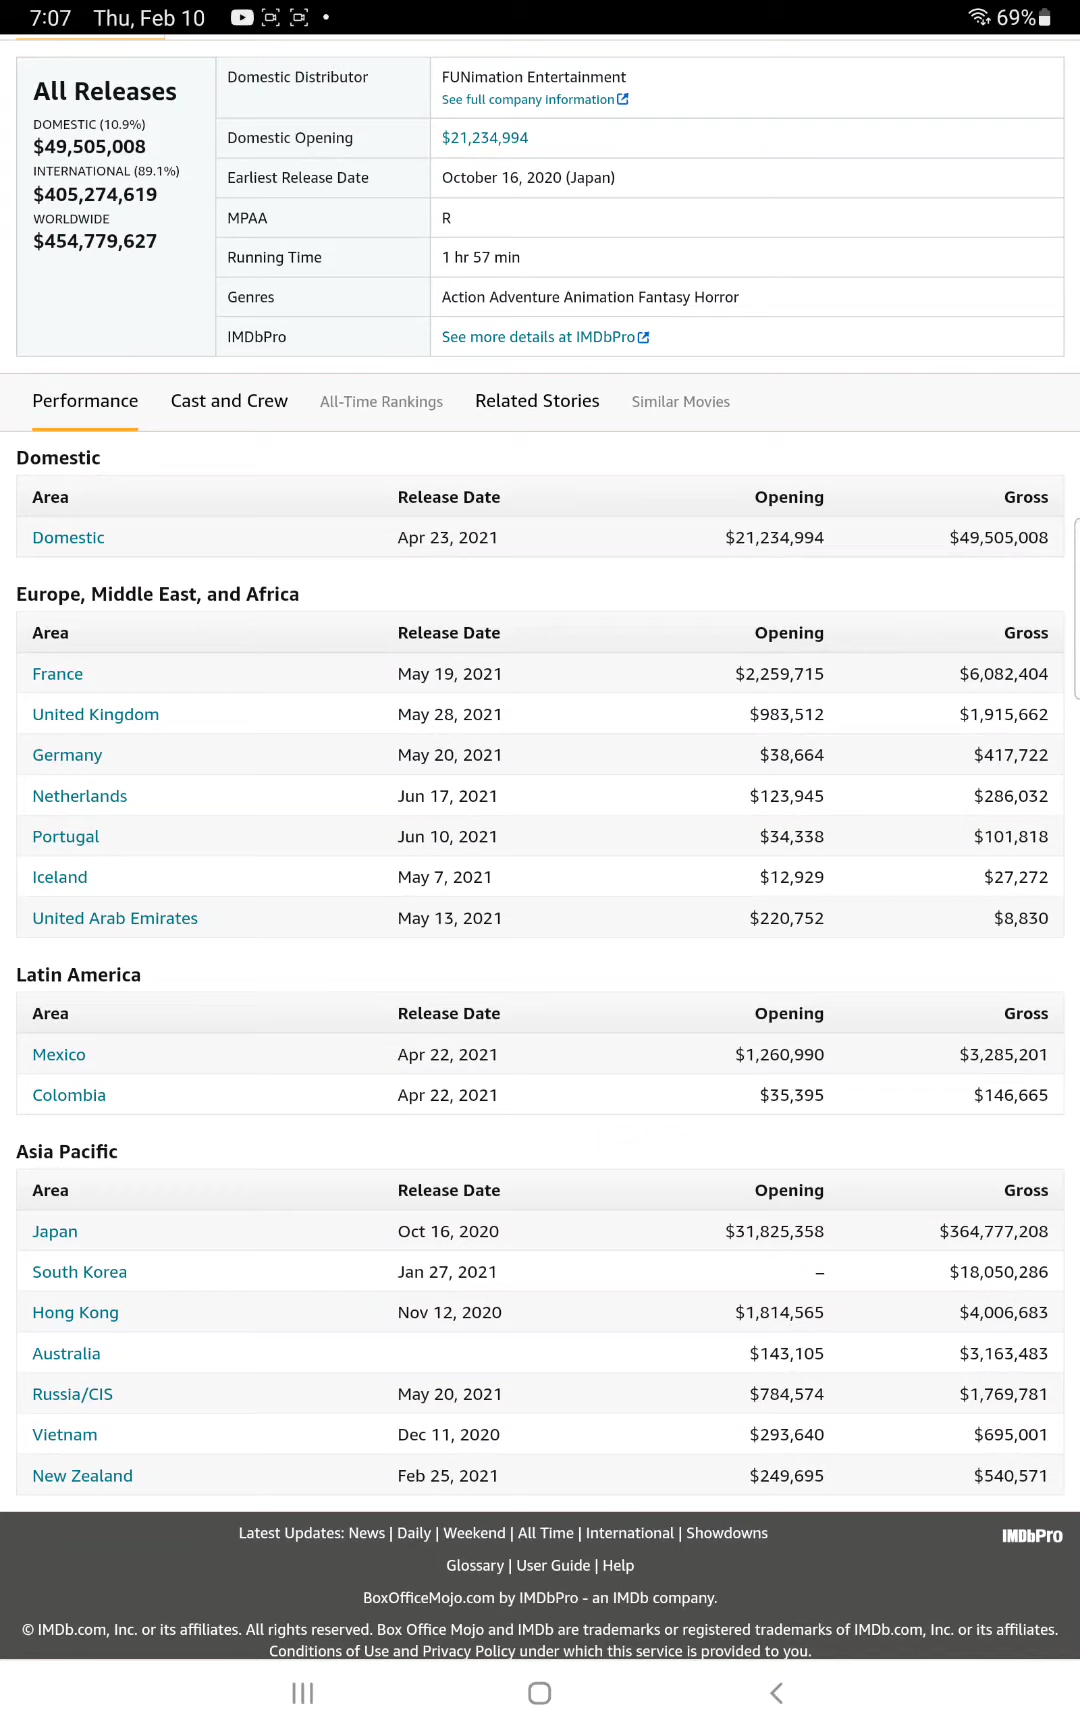 7:07 Thu, Feb 10 69%
All Releases
DOMESTIC (10.9%)
$49,505,008
INTERNATIONAL (89.1%)
$405,274,619
WORLDWIDE
$454,779,627
Domestic Distributor FUNimation Entertainment
See full company information
Domestic Opening $21,234,994
Earliest Release Date October 16, 2020 (Japan)
MPAA R
Running Time 1 hr 57 min
Genres Action Adventure Animation Fantasy Horror
IMDbPro See more details at IMDbPro
Performance Cast and Crew All-Time Rankings Related Stories Similar Movies
Domestic
Area Release Date Opening Gross
Domestic Apr 23, 2021 $21,234,994 $49,505,008
Europe, Middle East, and Africa
Area Release Date Opening Gross
France May 19, 2021 $2,259,715 $6,082,404
United Kingdom May 28, 2021 $983,512 $1,915,662
Germany May 20, 2021 $38,664 $417,722
Netherlands Jun 17, 2021 $123,945 $286,032
Portugal Jun 10, 2021 $34,338 $101,818
Iceland May 7, 2021 $12,929 $27,272
United Arab Emirates May 13, 2021 $220,752 $8,830
Latin America
Area Release Date Opening Gross
Mexico Apr 22, 2021 $1,260,990 $3,285,201
Colombia Apr 22, 2021 $35,395 $146,665
Asia Pacific
Area Release Date Opening Gross
Japan Oct 16, 2020 $31,825,358 $364,777,208
South Korea Jan 27, 2021 – $18,050,286
Hong Kong Nov 12, 2020 $1,814,565 $4,006,683
Australia $143,105 $3,163,483
Russia/CIS May 20, 2021 $784,574 $1,769,781
Vietnam Dec 11, 2020 $293,640 $695,001
New Zealand Feb 25, 2021 $249,695 $540,571
Latest Updates: News | Daily | Weekend | All Time | International | Showdowns IMDbPro
Glossary | User Guide | Help
BoxOfficeMojo.com by IMDbPro - an IMDb company.
© IMDb.com, Inc. or its affiliates. All rights reserved. Box Office Mojo and IMDb are trademarks or registered trademarks of IMDb.com, Inc. or its affiliates.
Conditions of Use and Privacy Policy under which this service is provided to you.